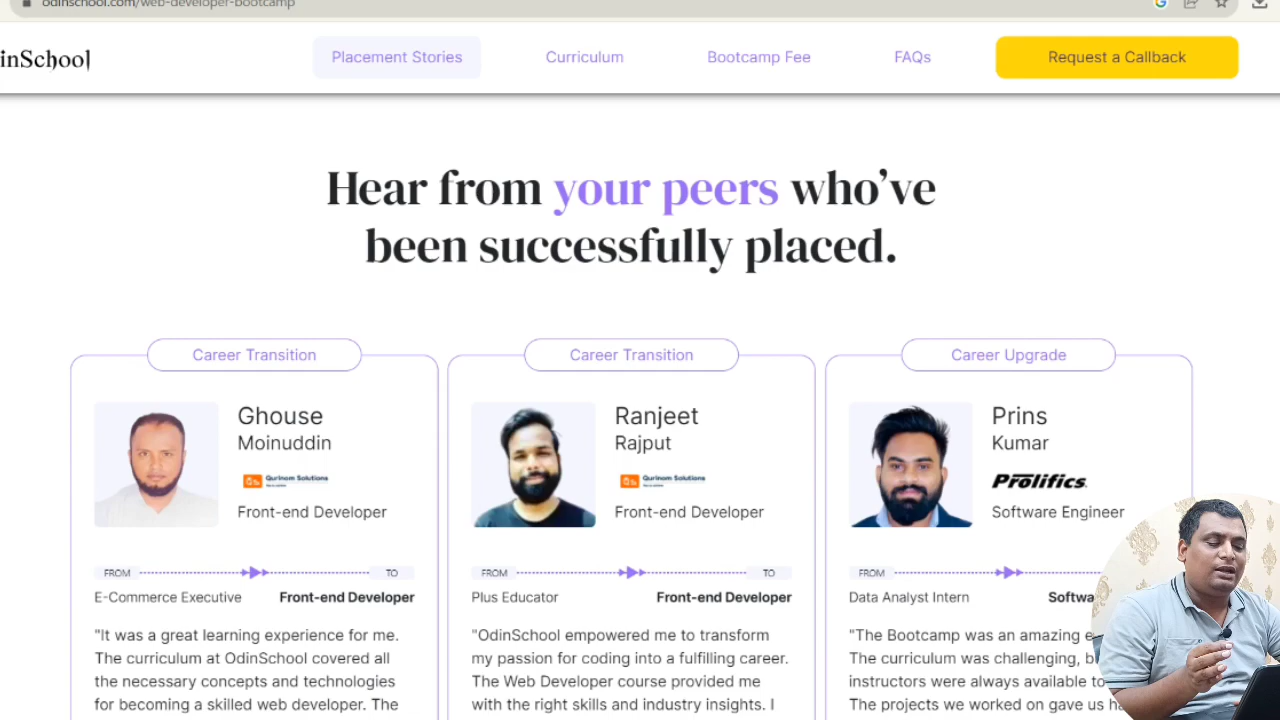 odinschool.com/web-developer-bootcamp
inSchool
Placement Stories
Curriculum
Bootcamp Fee
FAQs
Request a Callback
Hear from your peers who’ve
been successfully placed.
Career Transition
Ghouse
Moinuddin
Qurinom Solutions
Front-end Developer
FROM
TO
E-Commerce Executive
Front-end Developer
"It was a great learning experience for me.
The curriculum at OdinSchool covered all
the necessary concepts and technologies
for becoming a skilled web developer. The
Career Transition
Ranjeet
Rajput
Qurinom Solutions
Front-end Developer
FROM
TO
Plus Educator
Front-end Developer
"OdinSchool empowered me to transform
my passion for coding into a fulfilling career.
The Web Developer course provided me
with the right skills and industry insights. I
Career Upgrade
Prins
Kumar
Prolifics
Software Engineer
FROM
Data Analyst Intern
Softwa
"The Bootcamp was an amazing e
The curriculum was challenging, b
instructors were always available to
The projects we worked on gave us ha